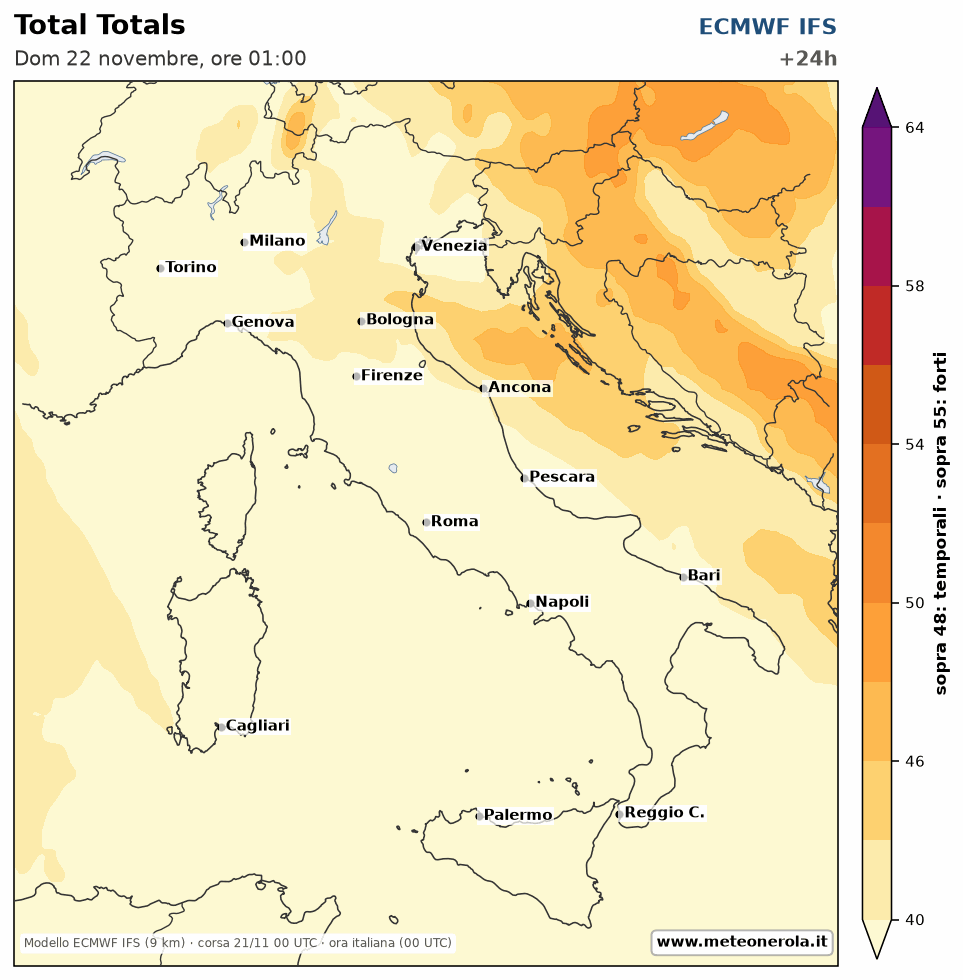 Total Totals
ECMWF IFS
Dom 22 novembre, ore 01:00
+24h
Milano
Venezia
Torino
Genova
Bologna
Firenze
Ancona
Pescara
Roma
Bari
Napoli
Cagliari
Palermo
Reggio C.
64
58
54
50
46
40
sopra 48: temporali · sopra 55: forti
Modello ECMWF IFS (9 km) · corsa 21/11 00 UTC · ora italiana (00 UTC)
www.meteonerola.it